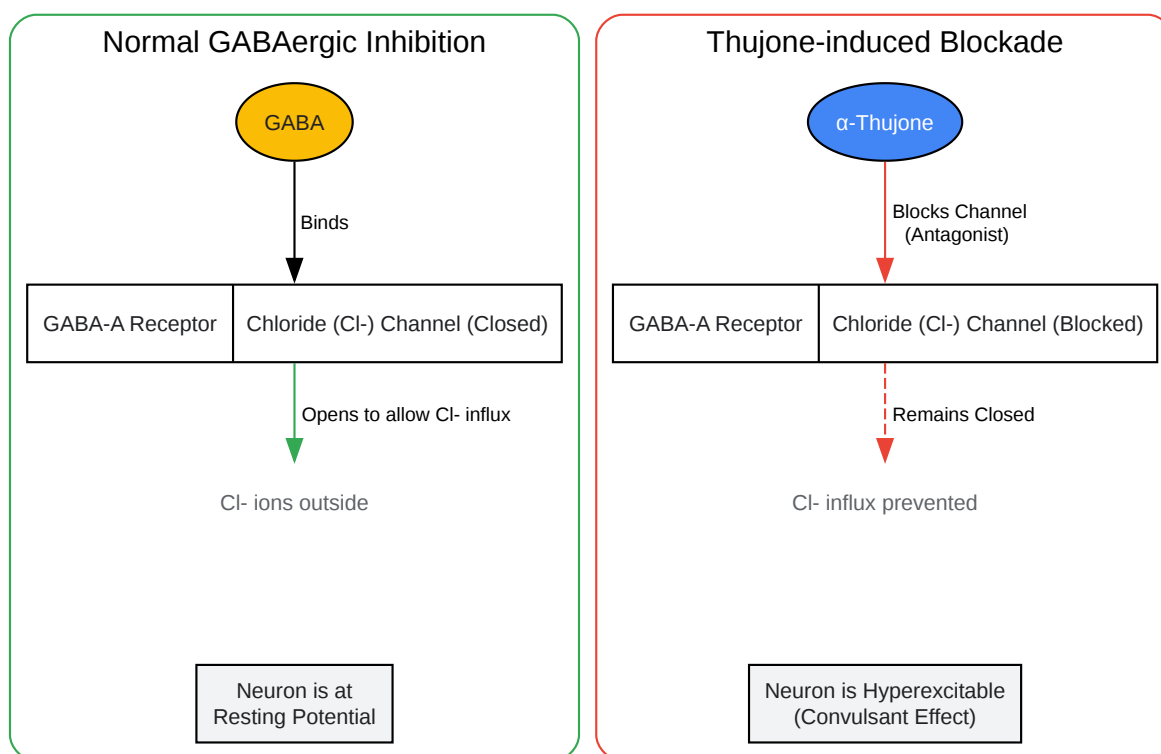 Normal GABAergic Inhibition
GABA
Binds
GABA-A Receptor
Chloride (Cl-) Channel (Closed)
Opens to allow Cl- influx
Cl- ions outside
Neuron is at
Resting Potential
Thujone-induced Blockade
α-Thujone
Blocks Channel
(Antagonist)
GABA-A Receptor
Chloride (Cl-) Channel (Blocked)
Remains Closed
Cl- influx prevented
Neuron is Hyperexcitable
(Convulsant Effect)